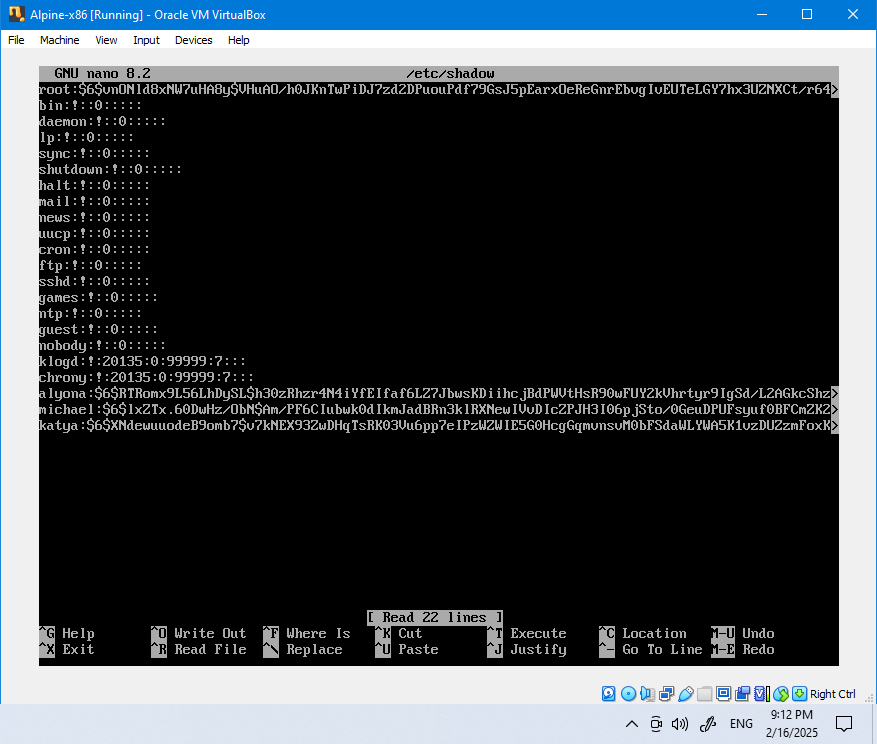 Alpine-x86 [Running] - Oracle VM VirtualBox
File Machine View Input Devices Help
GNU nano 8.2 /etc/shadow
root:$6$vnON1d8xNW7uHA8y$VHuAO/h0JKnTwPiDJ7zd2DPuouPdf79GsJ5pEarxOeReGnrEbvgIvEUTeLGY7hx3UZNXCt/r64>
bin:!::0:::::
daemon:!::0:::::
lp:!::0:::::
sync:!::0:::::
shutdown:!::0:::::
halt:!::0:::::
mail:!::0:::::
news:!::0:::::
uucp:!::0:::::
cron:!::0:::::
ftp:!::0:::::
sshd:!::0:::::
games:!::0:::::
ntp:!::0:::::
guest:!::0:::::
nobody:!::0:::::
klogd:!:20135:0:99999:7:::
chrony:!:20135:0:99999:7:::
alyona:$6$RTRomx9L56LhDySL$h30zRhzr4N4iYfEIfaf6L27JbwsKDiihcjBdPWVtHsR90wFUY2kVhrtyr9IgSd/L2AGkcShz>
michael:$6$lxZTx.60DwHz/ObN$Am/PF6CIubwk0dIkmJadBRn3klRXNewIVvDIcZPJH3I06pjSto/0GeuDPUFsyuf0BFCmZK2>
katya:$6$XNdewuuodeB9omb7$v7kNEX93ZwDHqTsRK03Vu6pp7eIPzWZWIE5G0HcgGqmvnsvM0bFSdaWLYWA5K1vzDUZzmFoxK>
[ Read 22 lines ]
^G Help ^O Write Out ^F Where Is ^K Cut ^T Execute ^C Location M-U Undo
^X Exit ^R Read File ^\ Replace ^U Paste ^J Justify ^- Go To Line M-E Redo
Right Ctrl
ENG
9:12 PM
2/16/2025